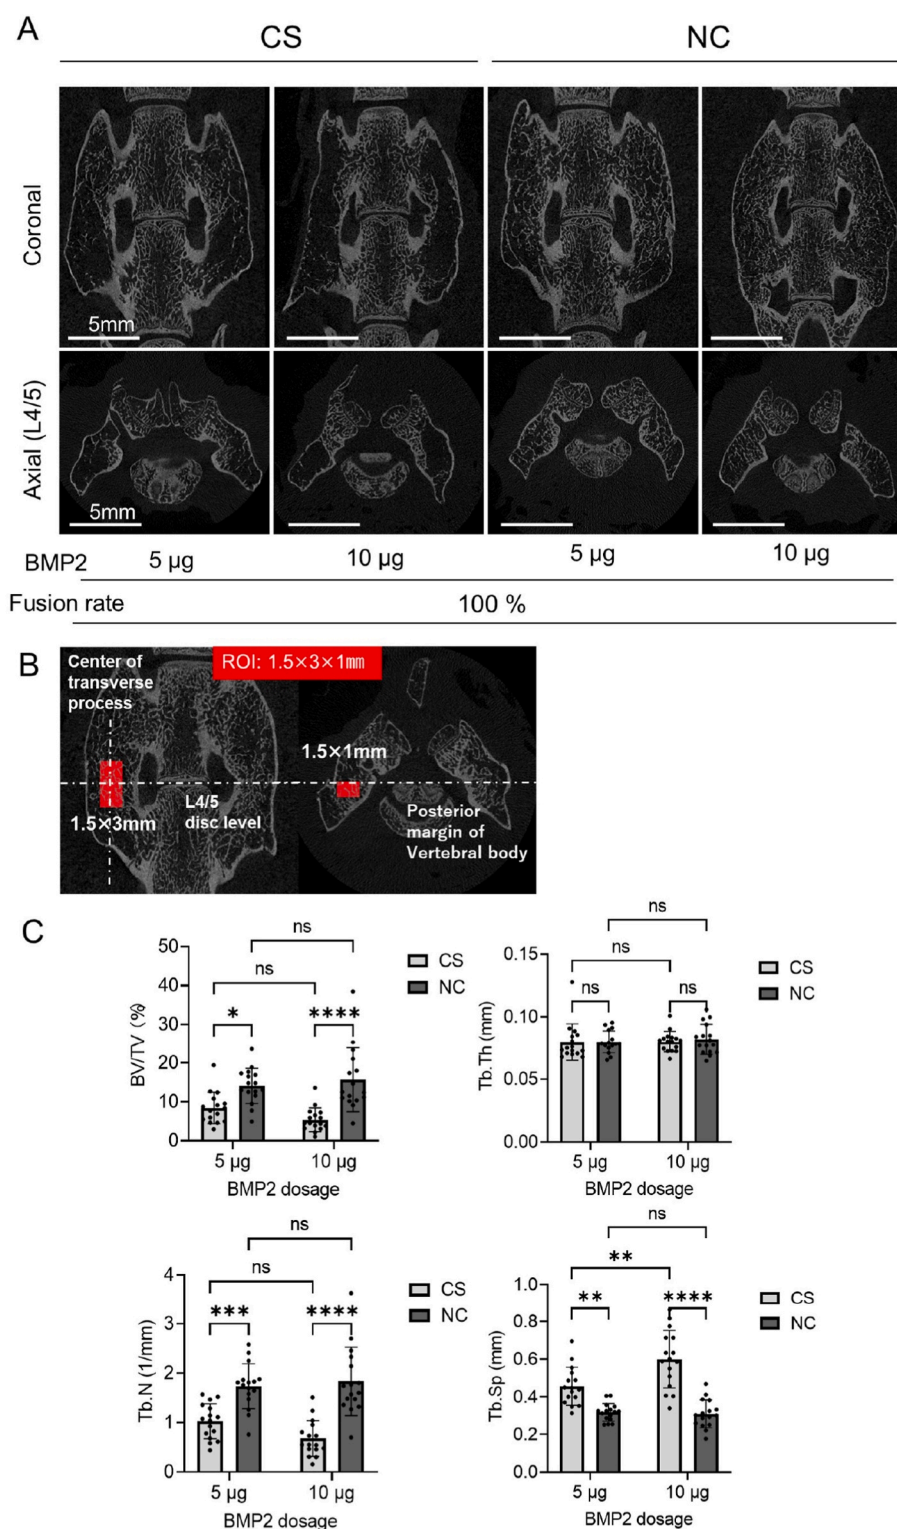 A
CS NC
Coronal
5mm
Axial (L4/5)
5mm
BMP2 5 µg 10 µg 5 µg 10 µg
Fusion rate 100 %
B
Center of
transverse
process
ROI: 1.5×3×1㎜
1.5×1mm
L4/5
disc level
1.5×3mm
Posterior
margin of
Vertebral body
C
ns
ns
* ****
BV/TV (%)
50
40
30
20
10
0
5 µg 10 µg
BMP2 dosage
CS
NC
ns
ns
ns ns
Tb.Th (mm)
0.15
0.10
0.05
0.00
5 µg 10 µg
BMP2 dosage
CS
NC
ns
ns
*** ****
Tb.N (1/mm)
4
3
2
1
0
5 µg 10 µg
BMP2 dosage
CS
NC
ns
**
** ****
Tb.Sp (mm)
1.0
0.8
0.6
0.4
0.2
0.0
5 µg 10 µg
BMP2 dosage
CS
NC